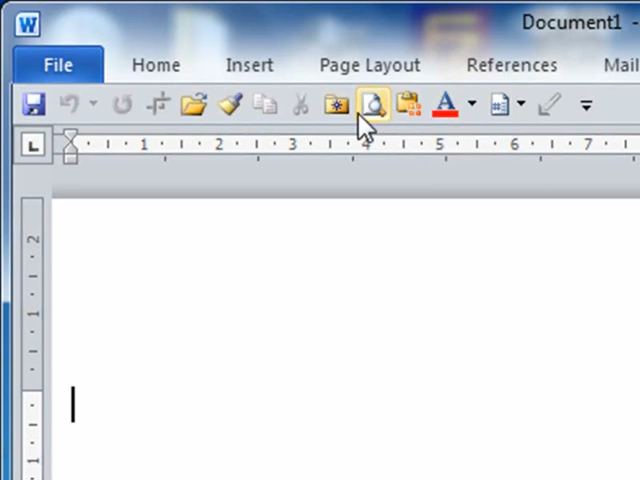 W Document1 -
File Home Insert Page Layout References Mail
A #
L 1 2 3 4 5 6 7
2
1
1